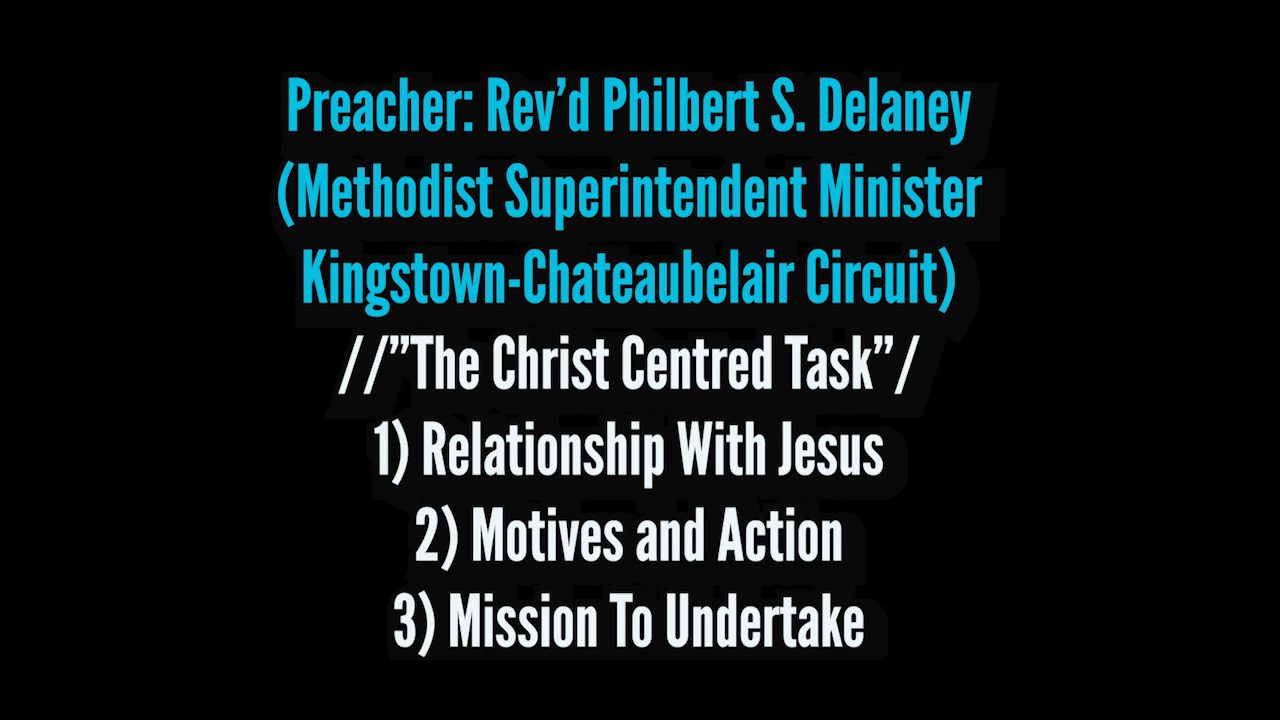 Preacher: Rev’d Philbert S. Delaney
(Methodist Superintendent Minister
Kingstown-Chateaubelair Circuit)
//”The Christ Centred Task”/
1) Relationship With Jesus
2) Motives and Action
3) Mission To Undertake